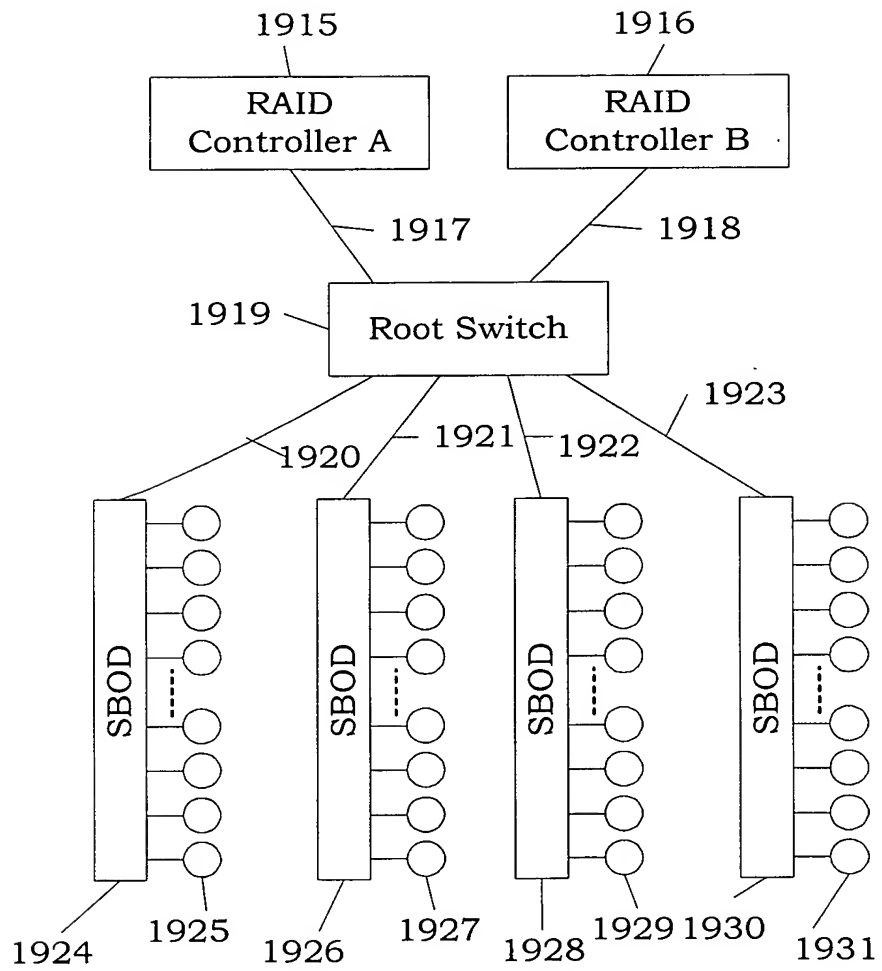 1915
1916
RAID
Controller A
RAID
Controller B
1917
1918
1919
Root Switch
1920
1921
1922
1923
SBOD
SBOD
SBOD
SBOD
1924
1925
1926
1927
1928
1929
1930
1931